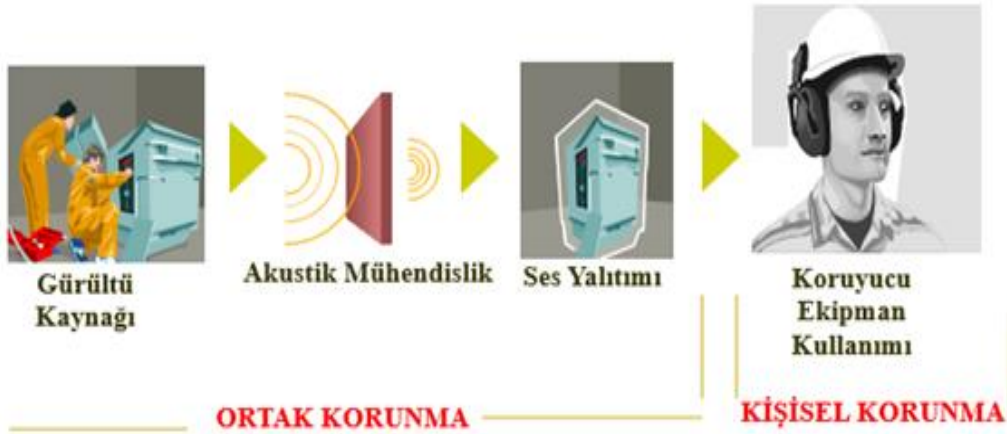 Gürültü
Kaynağı
Akustik Mühendislik
Ses Yalıtımı
Koruyucu
Ekipman
Kullanımı
ORTAK KORUNMA
KİŞİSEL KORUNMA